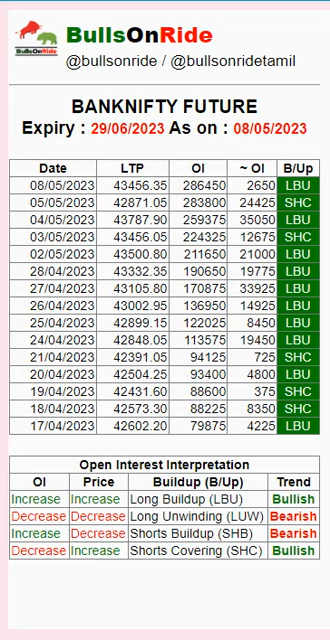 BullsOnRide
BullsOnRide
@bullsonride / @bullsonridetamil
BANKNIFTY FUTURE
Expiry : 29/06/2023 As on : 08/05/2023
Date LTP OI ~ OI B/Up
08/05/2023 43456.35 286450 2650 LBU
05/05/2023 42871.05 283800 24425 SHC
04/05/2023 43787.90 259375 35050 LBU
03/05/2023 43456.05 224325 12675 SHC
02/05/2023 43500.80 211650 21000 LBU
28/04/2023 43332.35 190650 19775 LBU
27/04/2023 43105.80 170875 33925 LBU
26/04/2023 43002.95 136950 14925 LBU
25/04/2023 42899.15 122025 8450 LBU
24/04/2023 42848.05 113575 19450 LBU
21/04/2023 42391.05 94125 725 SHC
20/04/2023 42504.25 93400 4800 LBU
19/04/2023 42431.60 88600 375 SHC
18/04/2023 42573.30 88225 8350 SHC
17/04/2023 42602.20 79875 4225 LBU
Open Interest Interpretation
OI Price Buildup (B/Up) Trend
Increase Increase Long Buildup (LBU) Bullish
Decrease Decrease Long Unwinding (LUW) Bearish
Increase Decrease Shorts Buildup (SHB) Bearish
Decrease Increase Shorts Covering (SHC) Bullish